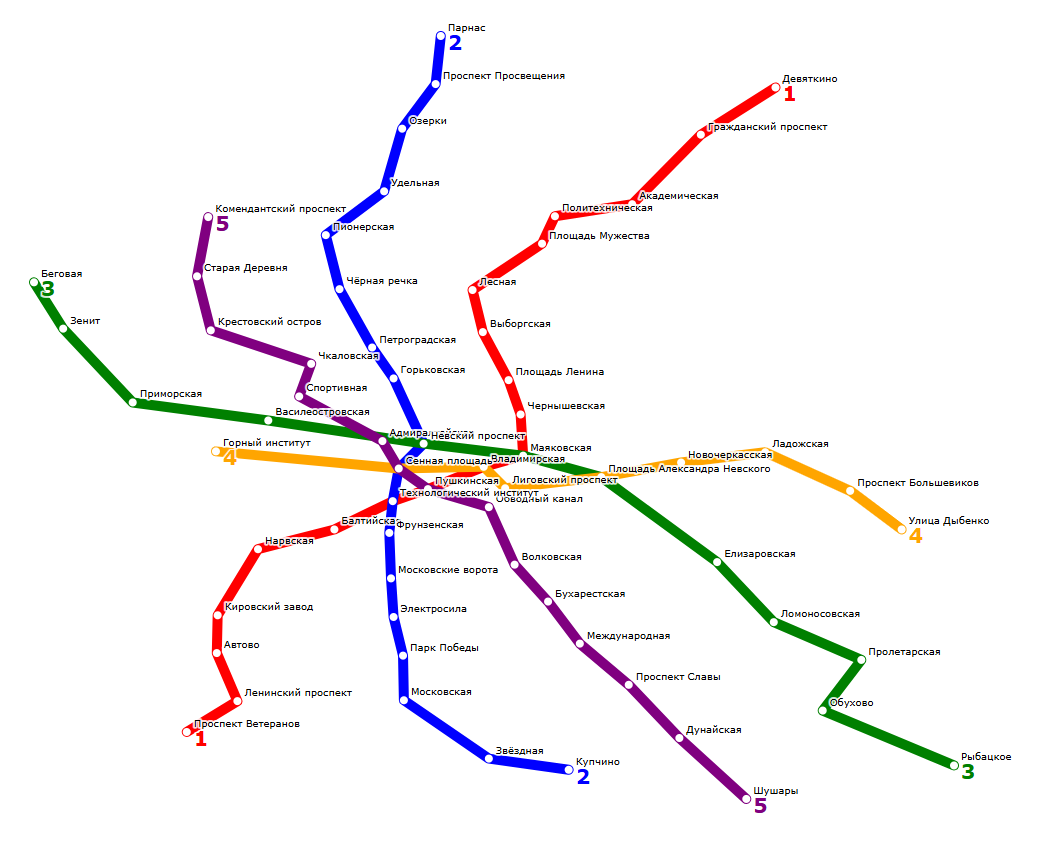 Парнас
2
Проспект Просвещения
Девяткино
1
Озерки
Гражданский проспект
Удельная
Академическая
Комендантский проспект
5
Политехническая
Пионерская
Площадь Мужества
Старая Деревня
Беговая
3
Чёрная речка
Лесная
Зенит
Крестовский остров
Выборгская
Петроградская
Чкаловская
Горьковская
Площадь Ленина
Спортивная
Приморская
Чернышевская
Василеостровская
Невский проспект
Горный институт
4
Маяковская
Ладожская
Новочеркасская
Сенная площадь
Владимирская
Площадь Александра Невского
Пушкинская
Лиговский проспект
Проспект Большевиков
Технологический институт
Обводный канал
Улица Дыбенко
4
Балтийская
Фрунзенская
Нарвская
Волковская
Елизаровская
Московские ворота
Бухарестская
Кировский завод
Электросила
Ломоносовская
Международная
Автово
Парк Победы
Пролетарская
Проспект Славы
Ленинский проспект
Московская
Обухово
Проспект Ветеранов
1
Дунайская
Звёздная
Рыбацкое
3
Купчино
2
Шушары
5